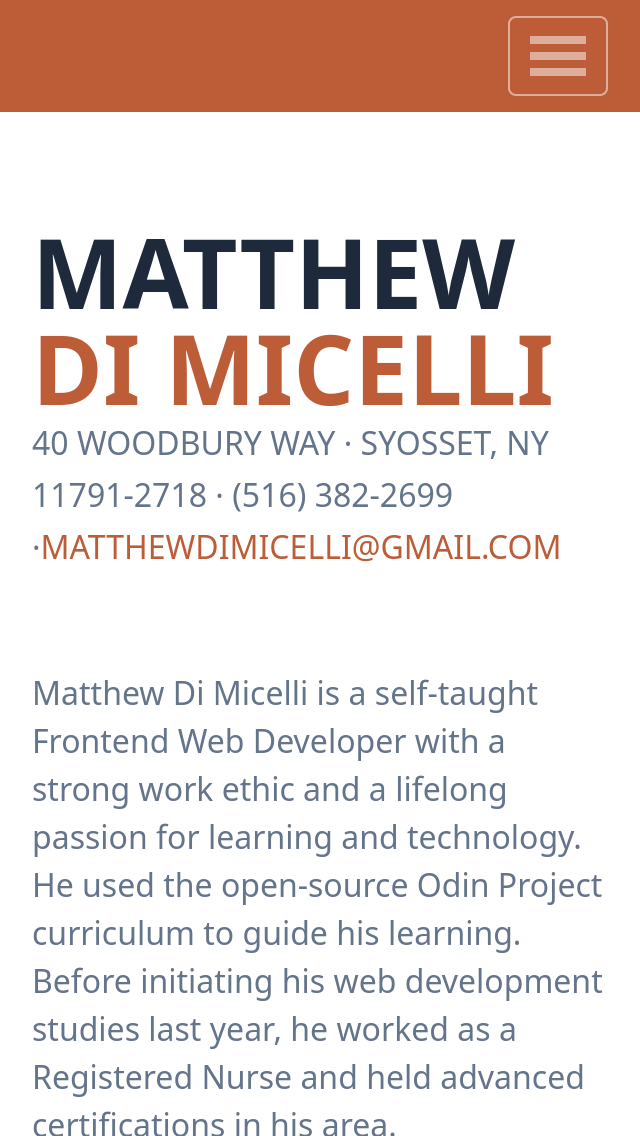 MATTHEW
DI MICELLI
40 WOODBURY WAY · SYOSSET, NY
11791-2718 · (516) 382-2699
·MATTHEWDIMICELLI@GMAIL.COM
Matthew Di Micelli is a self-taught
Frontend Web Developer with a
strong work ethic and a lifelong
passion for learning and technology.
He used the open-source Odin Project
curriculum to guide his learning.
Before initiating his web development
studies last year, he worked as a
Registered Nurse and held advanced
certifications in his area.